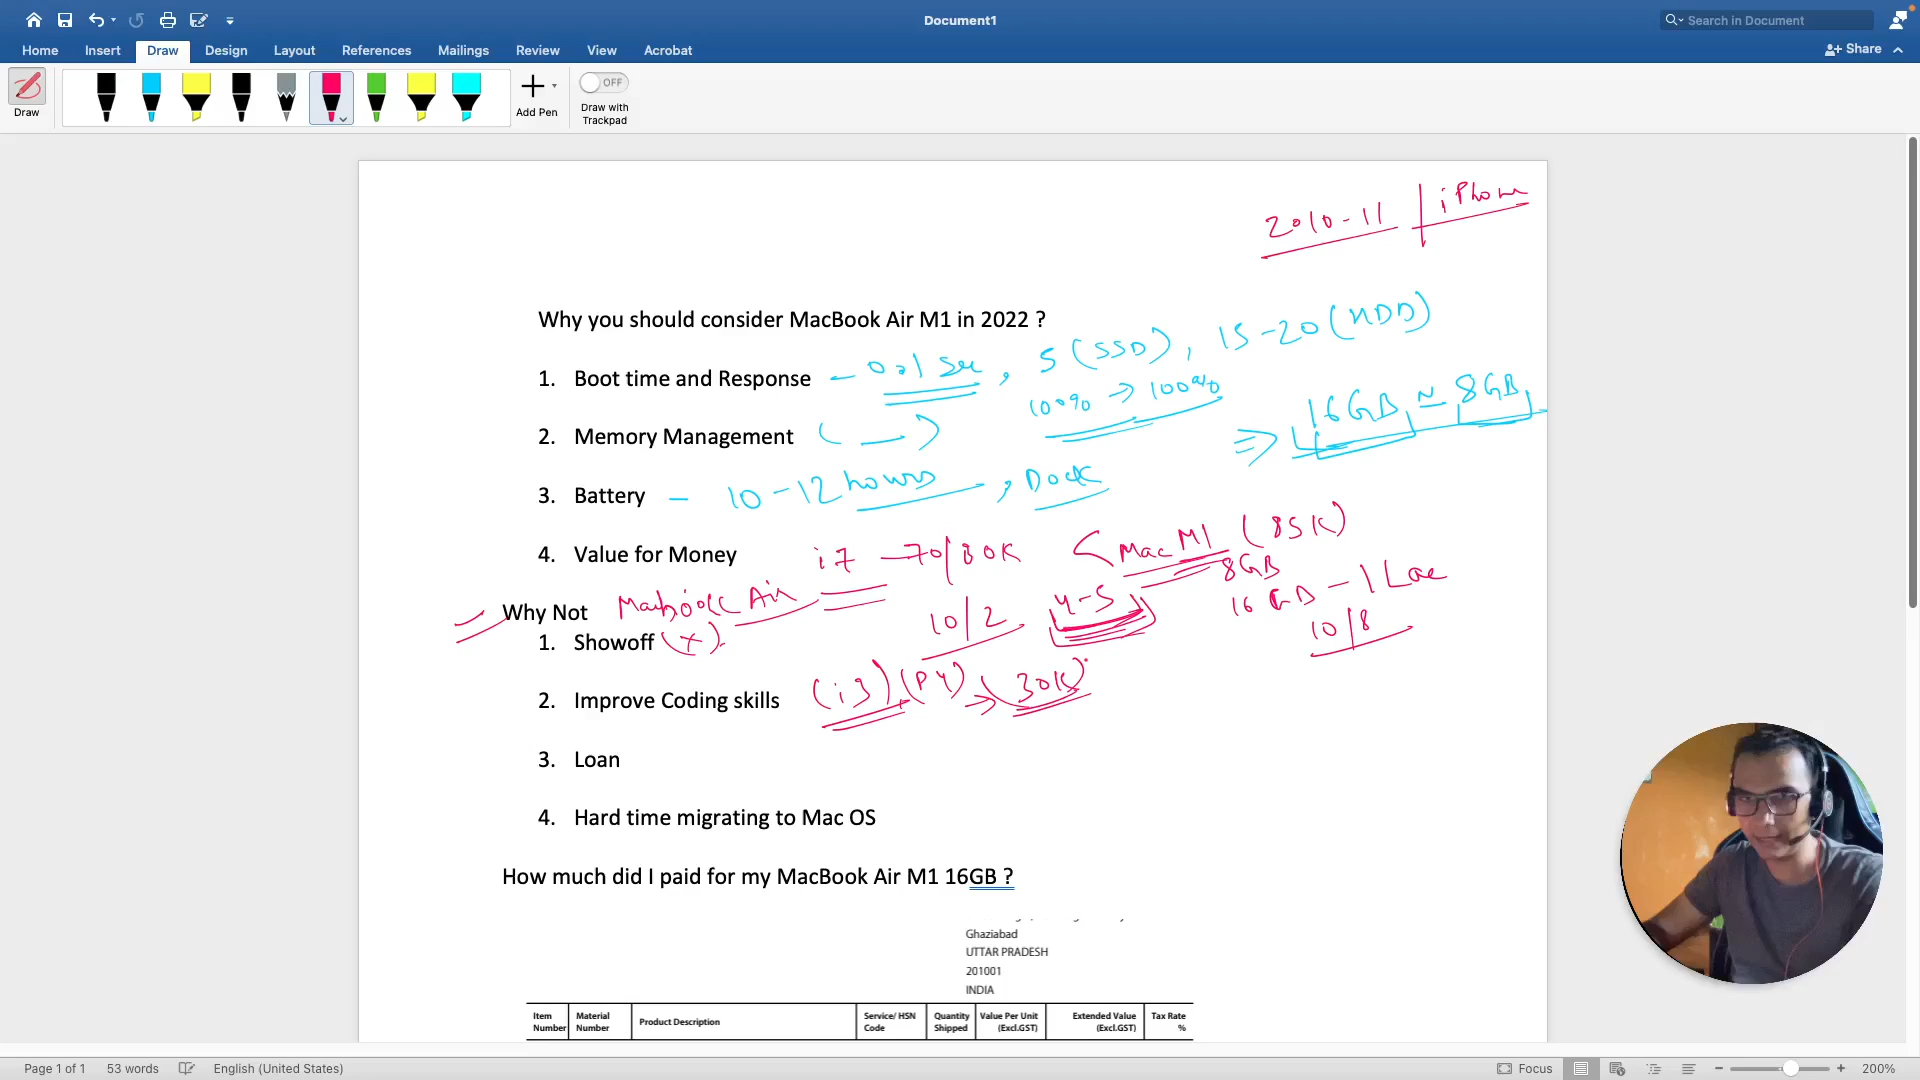 Document1
Search in Document
Home Insert Draw Design Layout References Mailings Review View Acrobat
Share
Draw
Add Pen
OFF
Draw with
Trackpad
2010-11 | iPhone
Why you should consider MacBook Air M1 in 2022 ?
1. Boot time and Response - 0.1 Sec, 5 (SSD), 15-20 (HDD)
100% → 100%
2. Memory Management ( — ) ⇒ 16GB ≈ 8GB
3. Battery - 10-12 hours, Dock
4. Value for Money i7 - 70/80K < Mac M1 (85K)
8GB
16 GB - 1 Lac
Why Not Macbook Air
10/2 4-5 10/8
1. Showoff (x)
2. Improve Coding skills (i3), (P4) → (30K)
3. Loan
4. Hard time migrating to Mac OS
How much did I paid for my MacBook Air M1 16GB ?
Ghaziabad
UTTAR PRADESH
201001
INDIA
Item Number Material Number Product Description Service/ HSN Code Quantity Shipped Value Per Unit (Excl.GST) Extended Value (Excl.GST) Tax Rate %
Page 1 of 1 53 words English (United States) Focus 200%